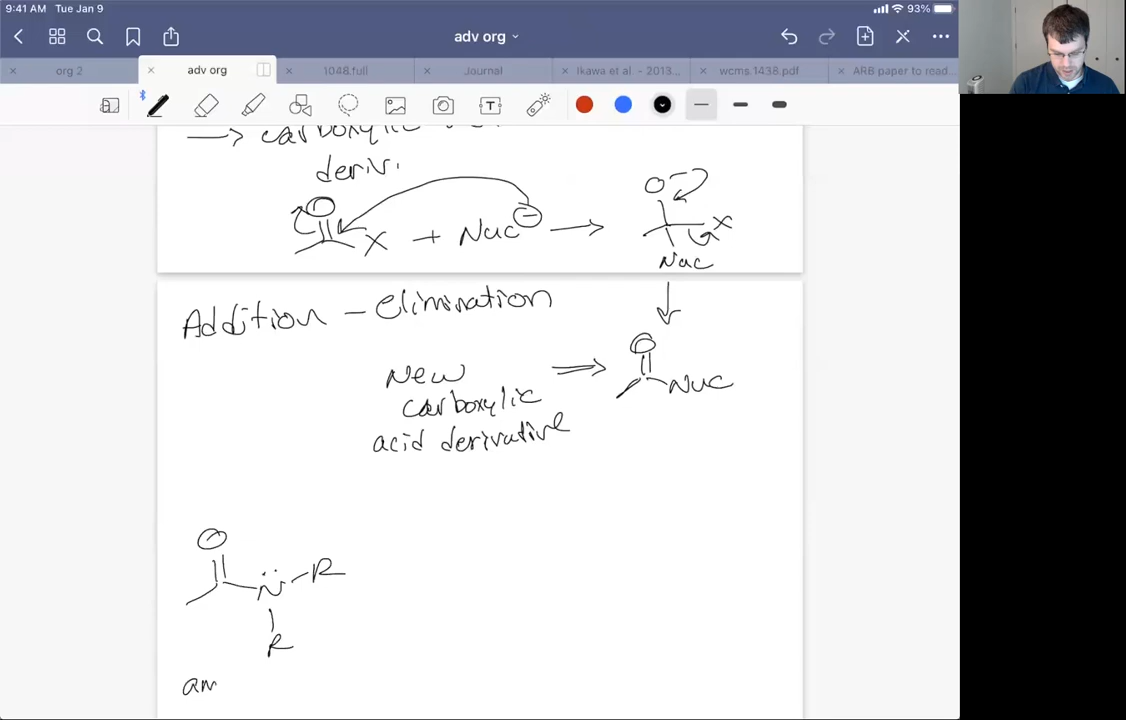 9:41 AM Tue Jan 9
93%
adv org
org 2
adv org
1048.full
Journal
Ikawa et al. - 2013...
wcms.1438.pdf
ARB paper to read...
T
→ carboxylic
deriv.
O
X + Nuc⊖ →
O
X
Nuc
Addition – elimination
New
carboxylic
acid derivative
⇒
O
Nuc
O
N R
R
am